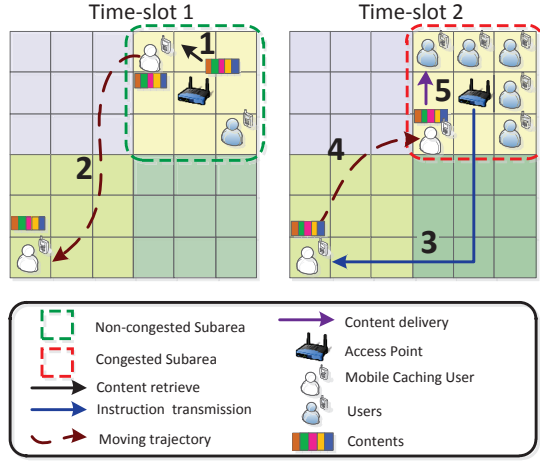 Time-slot 1
Time-slot 2
1
2
3
4
5
Non-congested Subarea
Congested Subarea
Content retrieve
Instruction transmission
Moving trajectory
Content delivery
Access Point
Mobile Caching User
Users
Contents